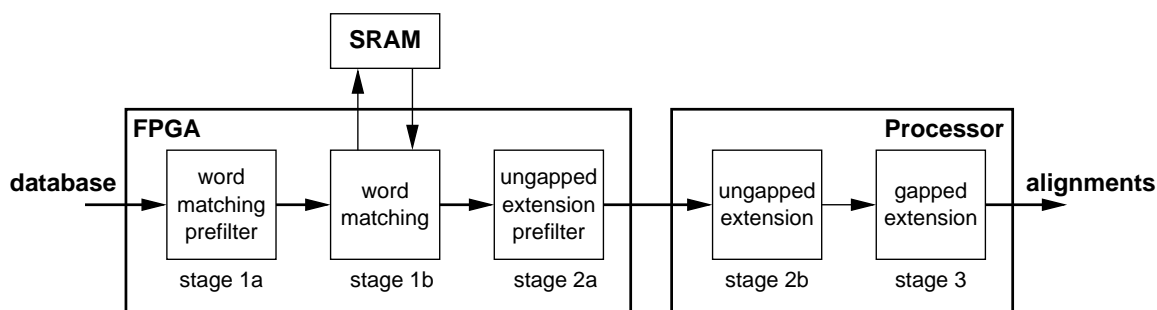 SRAM
FPGA
Processor
database
word
matching
prefilter
word
matching
ungapped
extension
prefilter
ungapped
extension
gapped
extension
alignments
stage 1a
stage 1b
stage 2a
stage 2b
stage 3